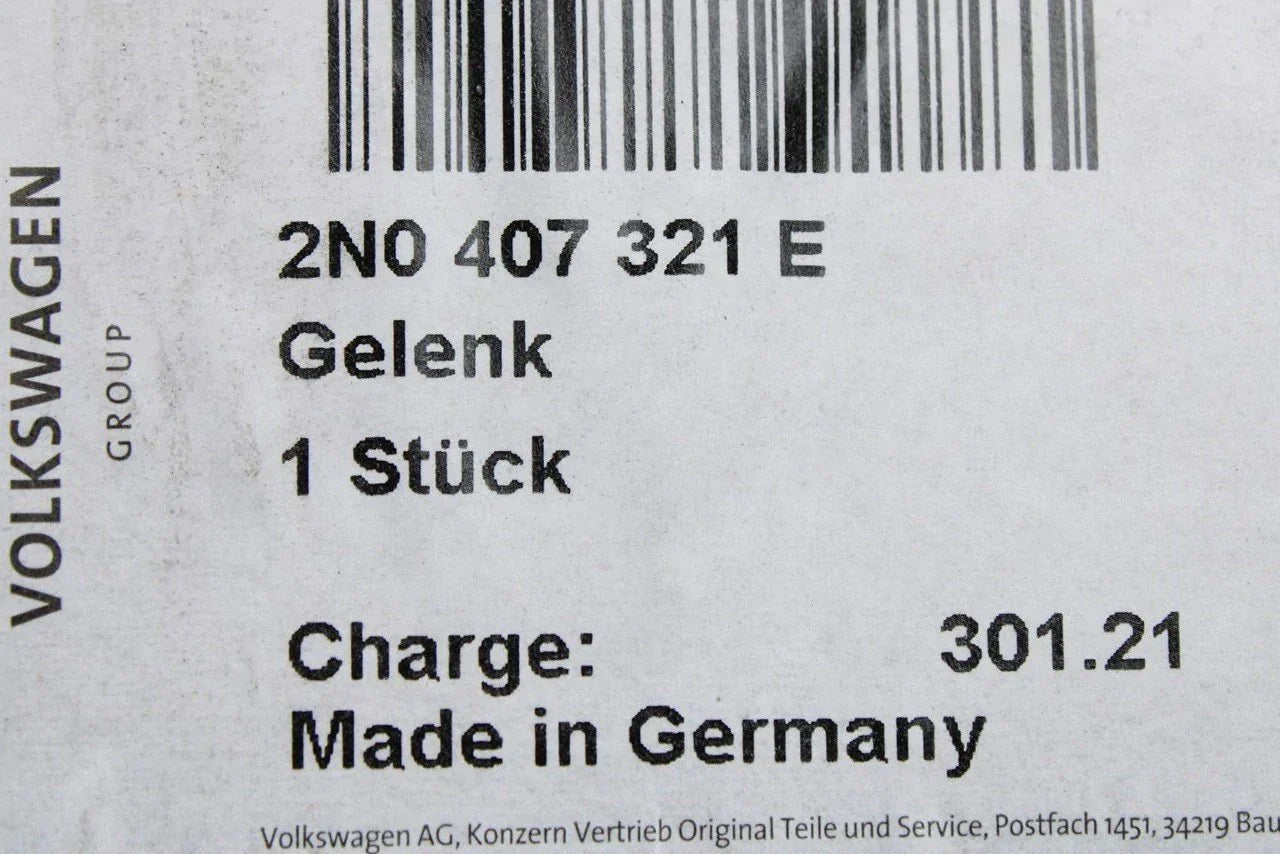 VOLKSWAGEN
GROUP
2N0 407 321 E
Gelenk
1 Stück
Charge: 301.21
Made in Germany
Volkswagen AG, Konzern Vertrieb Original Teile und Service, Postfach 1451, 34219 Bau